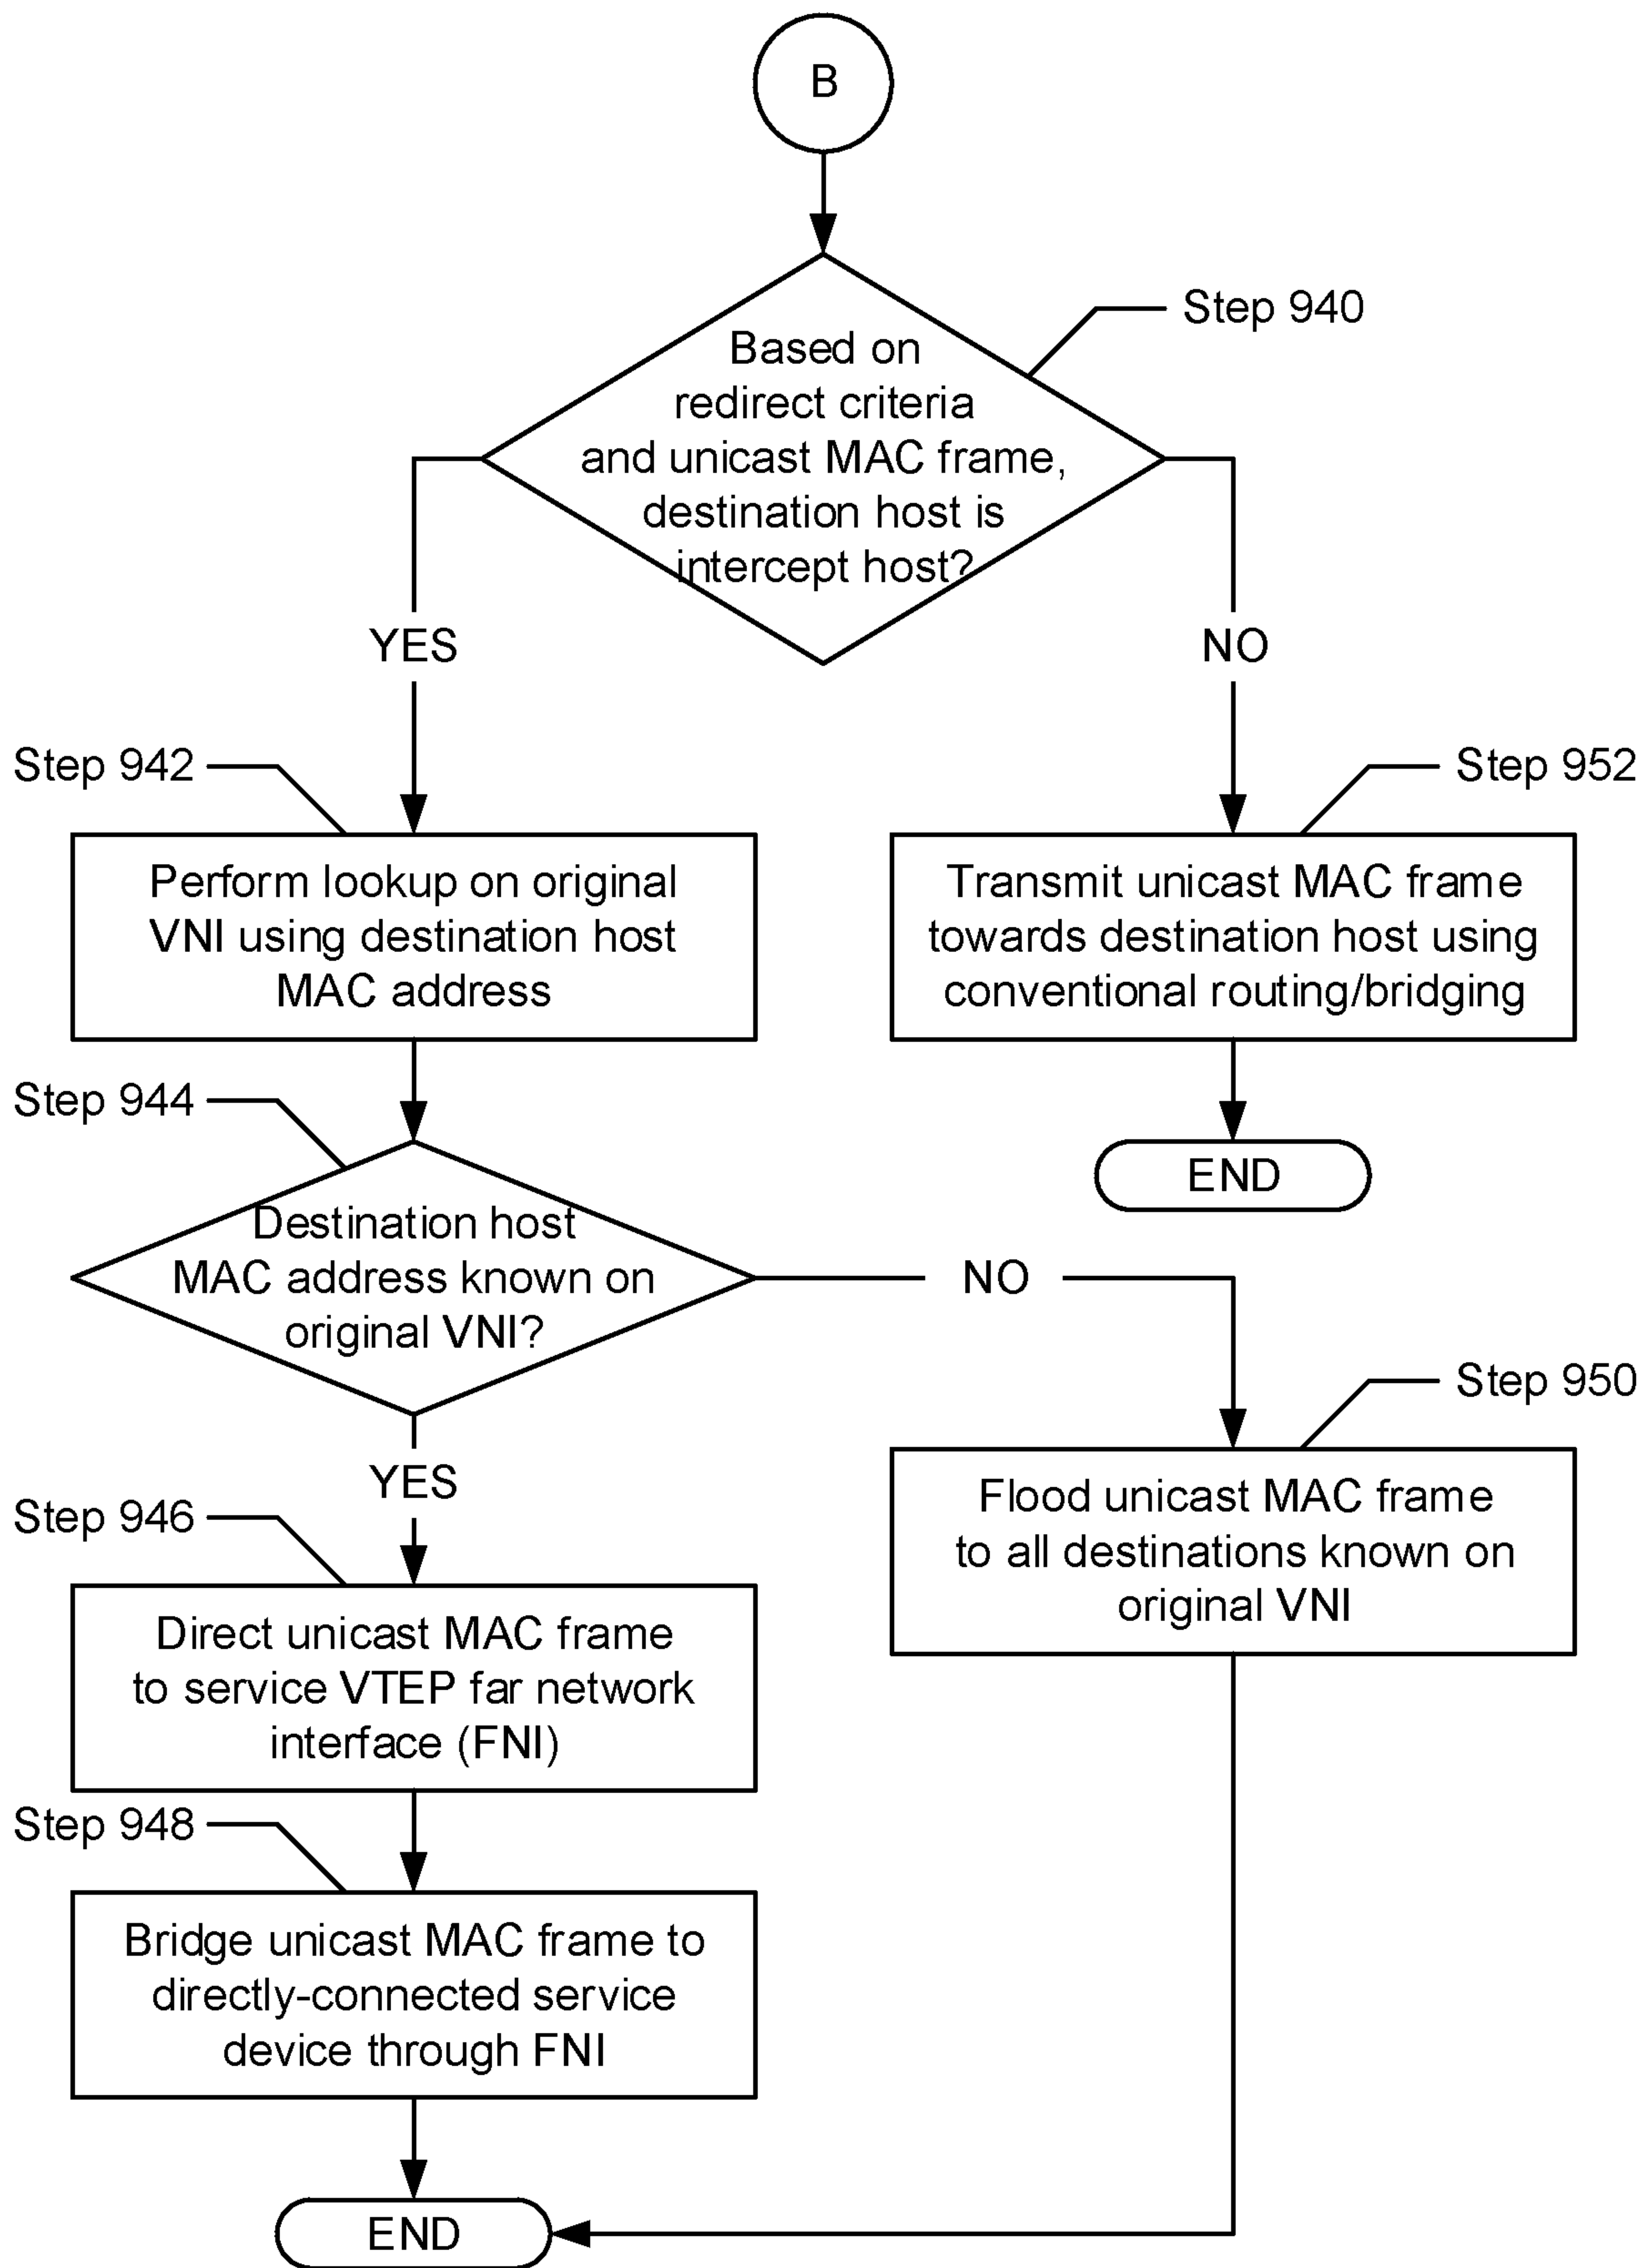 B
Step 940
Based on
redirect criteria
and unicast MAC frame,
destination host is
intercept host?
YES
NO
Step 942
Step 952
Perform lookup on original
VNI using destination host
MAC address
Transmit unicast MAC frame
towards destination host using
conventional routing/bridging
Step 944
END
Destination host
MAC address known on
original VNI?
NO
YES
Step 950
Flood unicast MAC frame
to all destinations known on
original VNI
Step 946
Direct unicast MAC frame
to service VTEP far network
interface (FNI)
Step 948
Bridge unicast MAC frame to
directly-connected service
device through FNI
END